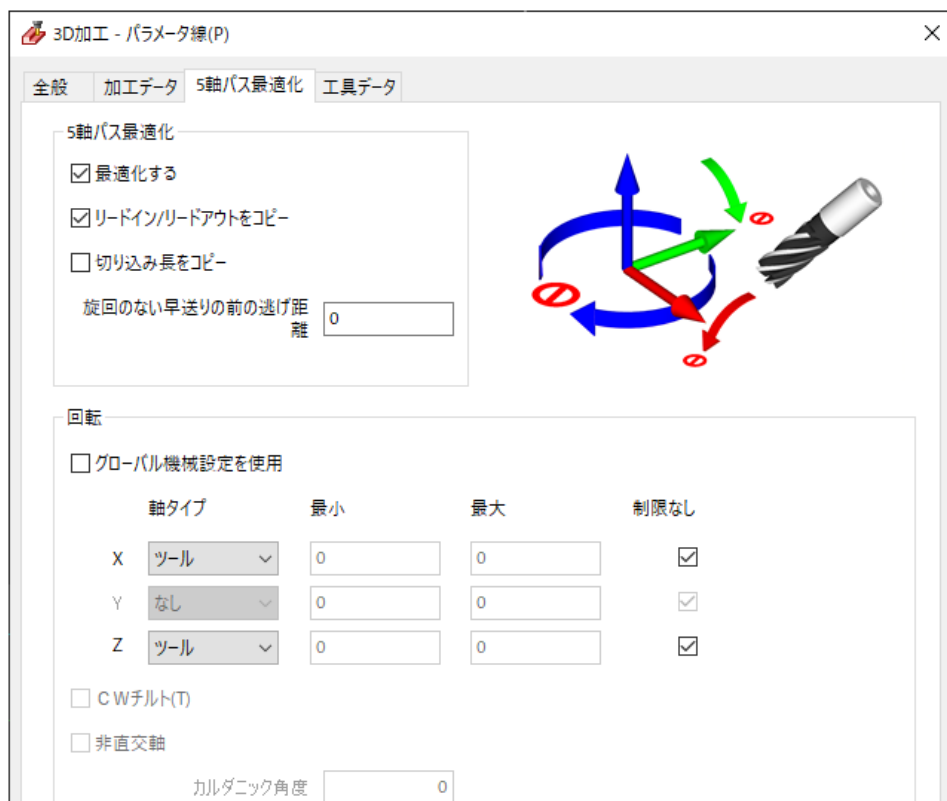 3D加工 - パラメータ線(P)
全般 加工データ 5軸パス最適化 工具データ
5軸パス最適化
最適化する
リードイン/リードアウトをコピー
切り込み長をコピー
旋回のない早送りの前の逃げ距
離 0
回転
グローバル機械設定を使用
軸タイプ 最小 最大 制限なし
X ツール 0 0
Y なし 0 0
Z ツール 0 0
CWチルト(T)
非直交軸
カルダニック角度 0